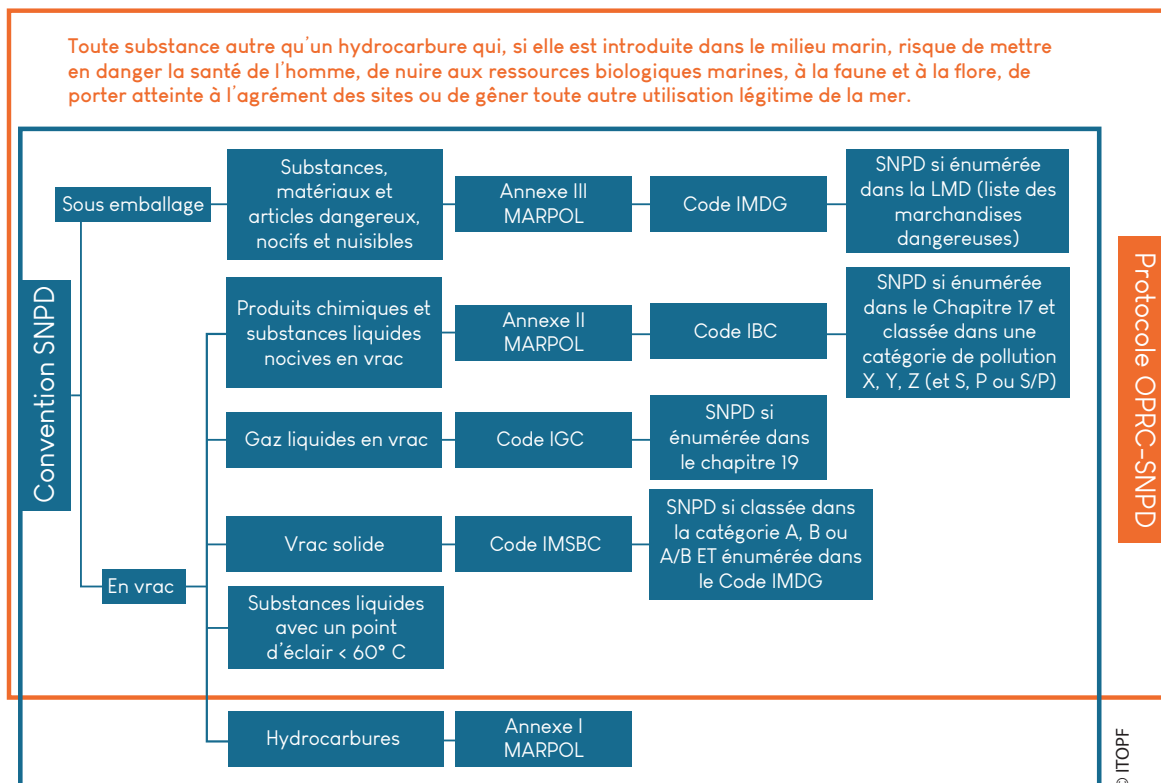 Toute substance autre qu'un hydrocarbure qui, si elle est introduite dans le milieu marin, risque de mettre
en danger la santé de l'homme, de nuire aux ressources biologiques marines, à la faune et à la flore, de
porter atteinte à l'agrément des sites ou de gêner toute autre utilisation légitime de la mer.
Convention SNPD
Sous emballage
Substances,
matériaux et
articles dangereux,
nocifs et nuisibles
Annexe III
MARPOL
Code IMDG
SNPD si énumérée
dans la LMD (liste des
marchandises
dangereuses)
En vrac
Produits chimiques et
substances liquides
nocives en vrac
Annexe II
MARPOL
Code IBC
SNPD si énumérée
dans le Chapitre 17 et
classée dans une
catégorie de pollution
X, Y, Z (et S, P ou S/P)
Gaz liquides en vrac
Code IGC
SNPD si
énumérée dans
le chapitre 19
Vrac solide
Code IMSBC
SNPD si classée dans
la catégorie A, B ou
A/B ET énumérée dans
le Code IMDG
Substances liquides
avec un point
d'éclair < 60° C
Hydrocarbures
Annexe I
MARPOL
Protocole OPRC-SNPD
© ITOPF